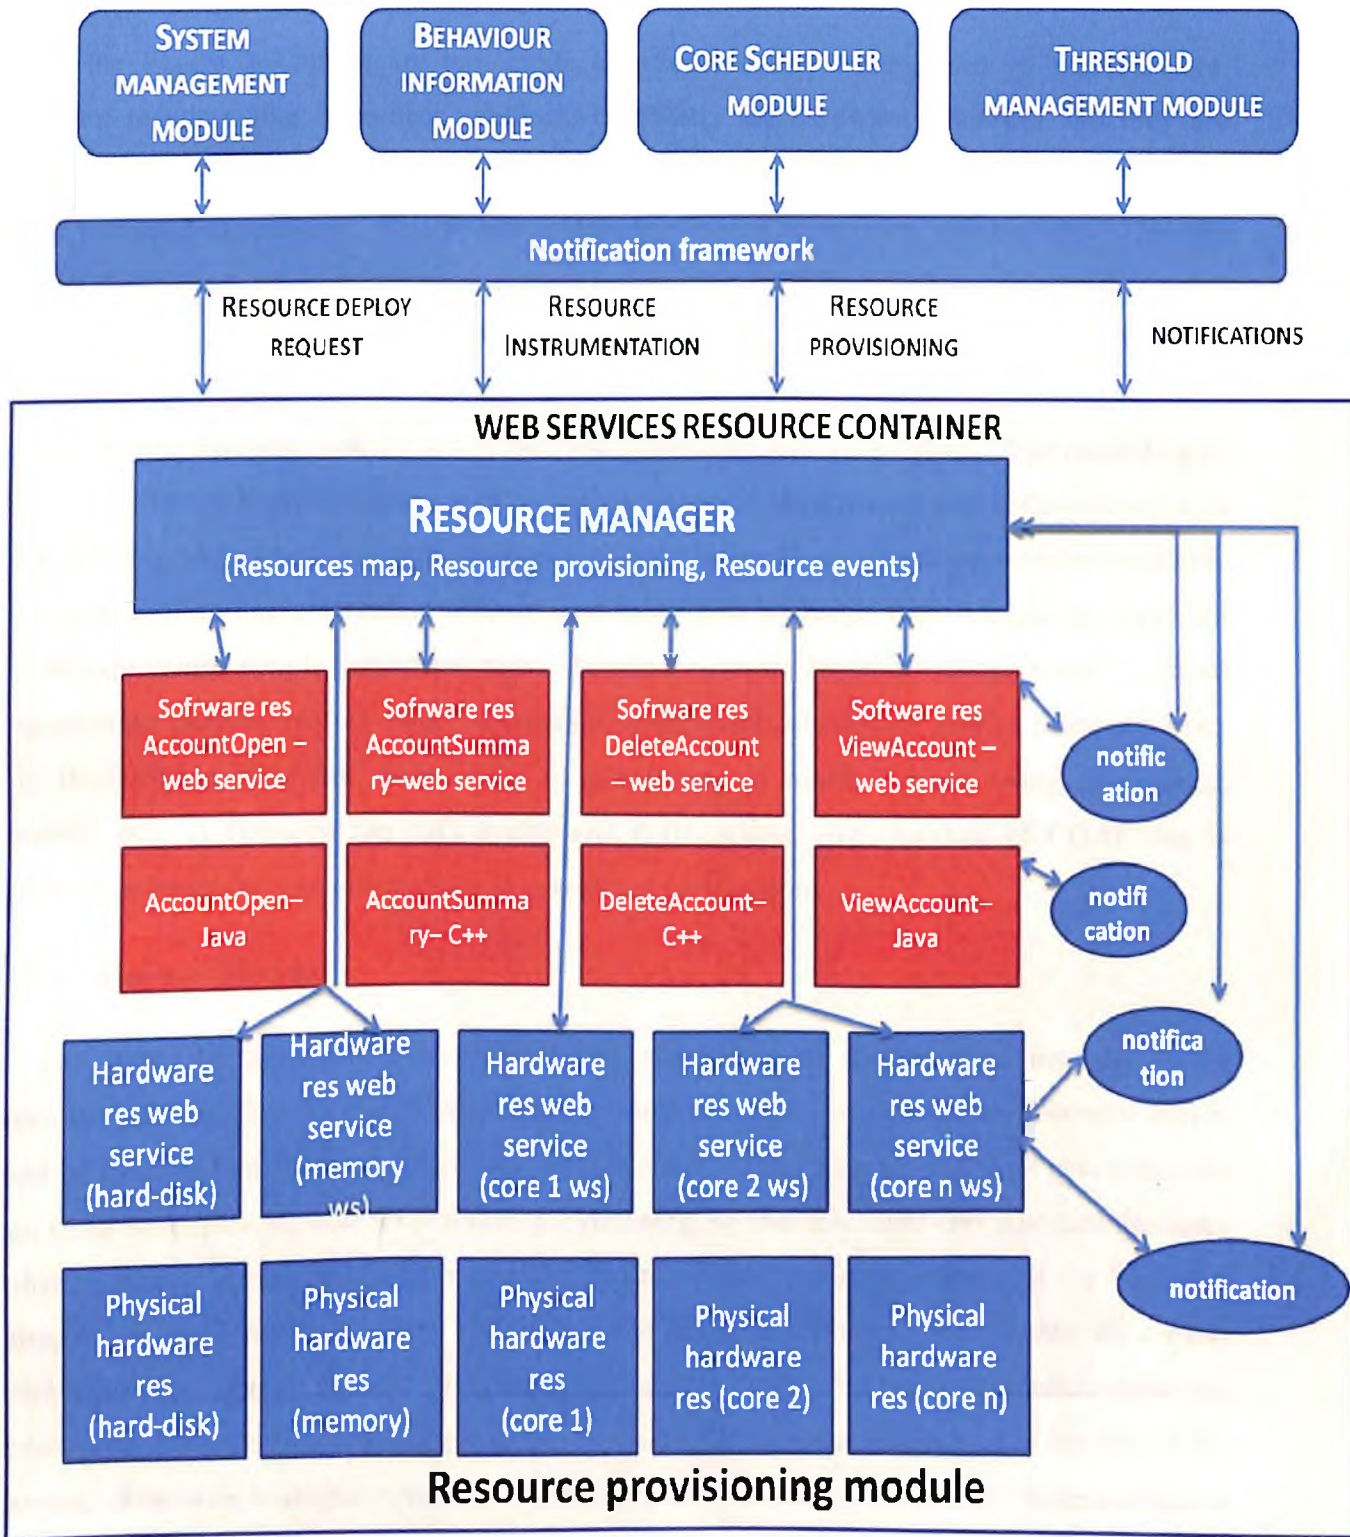 SYSTEM
MANAGEMENT
MODULE
BEHAVIOUR
INFORMATION
MODULE
CORE SCHEDULER
MODULE
THRESHOLD
MANAGEMENT MODULE
Notification framework
RESOURCE DEPLOY
REQUEST
RESOURCE
INSTRUMENTATION
RESOURCE
PROVISIONING
NOTIFICATIONS
WEB SERVICES RESOURCE CONTAINER
RESOURCE MANAGER
(Resources map, Resource provisioning, Resource events)
Sofrware res
AccountOpen –
web service
Sofrware res
AccountSumma
ry–web service
Sofrware res
DeleteAccount
– web service
Software res
ViewAccount –
web service
notific
ation
AccountOpen–
Java
AccountSumma
ry– C++
DeleteAccount–
C++
ViewAccount–
Java
notifi
cation
Hardware
res web
service
(hard-disk)
Hardware
res web
service
(memory
ws)
Hardware
res web
service
(core 1 ws)
Hardware
res web
service
(core 2 ws)
Hardware
res web
service
(core n ws)
notifica
tion
Physical
hardware
res
(hard-disk)
Physical
hardware
res
(memory)
Physical
hardware
res
(core 1)
Physical
hardware
res (core 2)
Physical
hardware
res (core n)
notification
Resource provisioning module